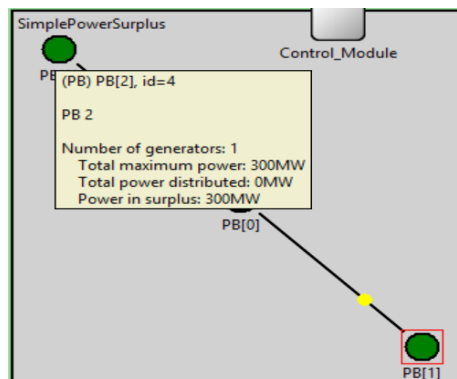 SimplePowerSurplus
Control_Module
(PB) PB[2], id=4
PB 2
Number of generators: 1
Total maximum power: 300MW
Total power distributed: 0MW
Power in surplus: 300MW
PB[0]
PB[1]